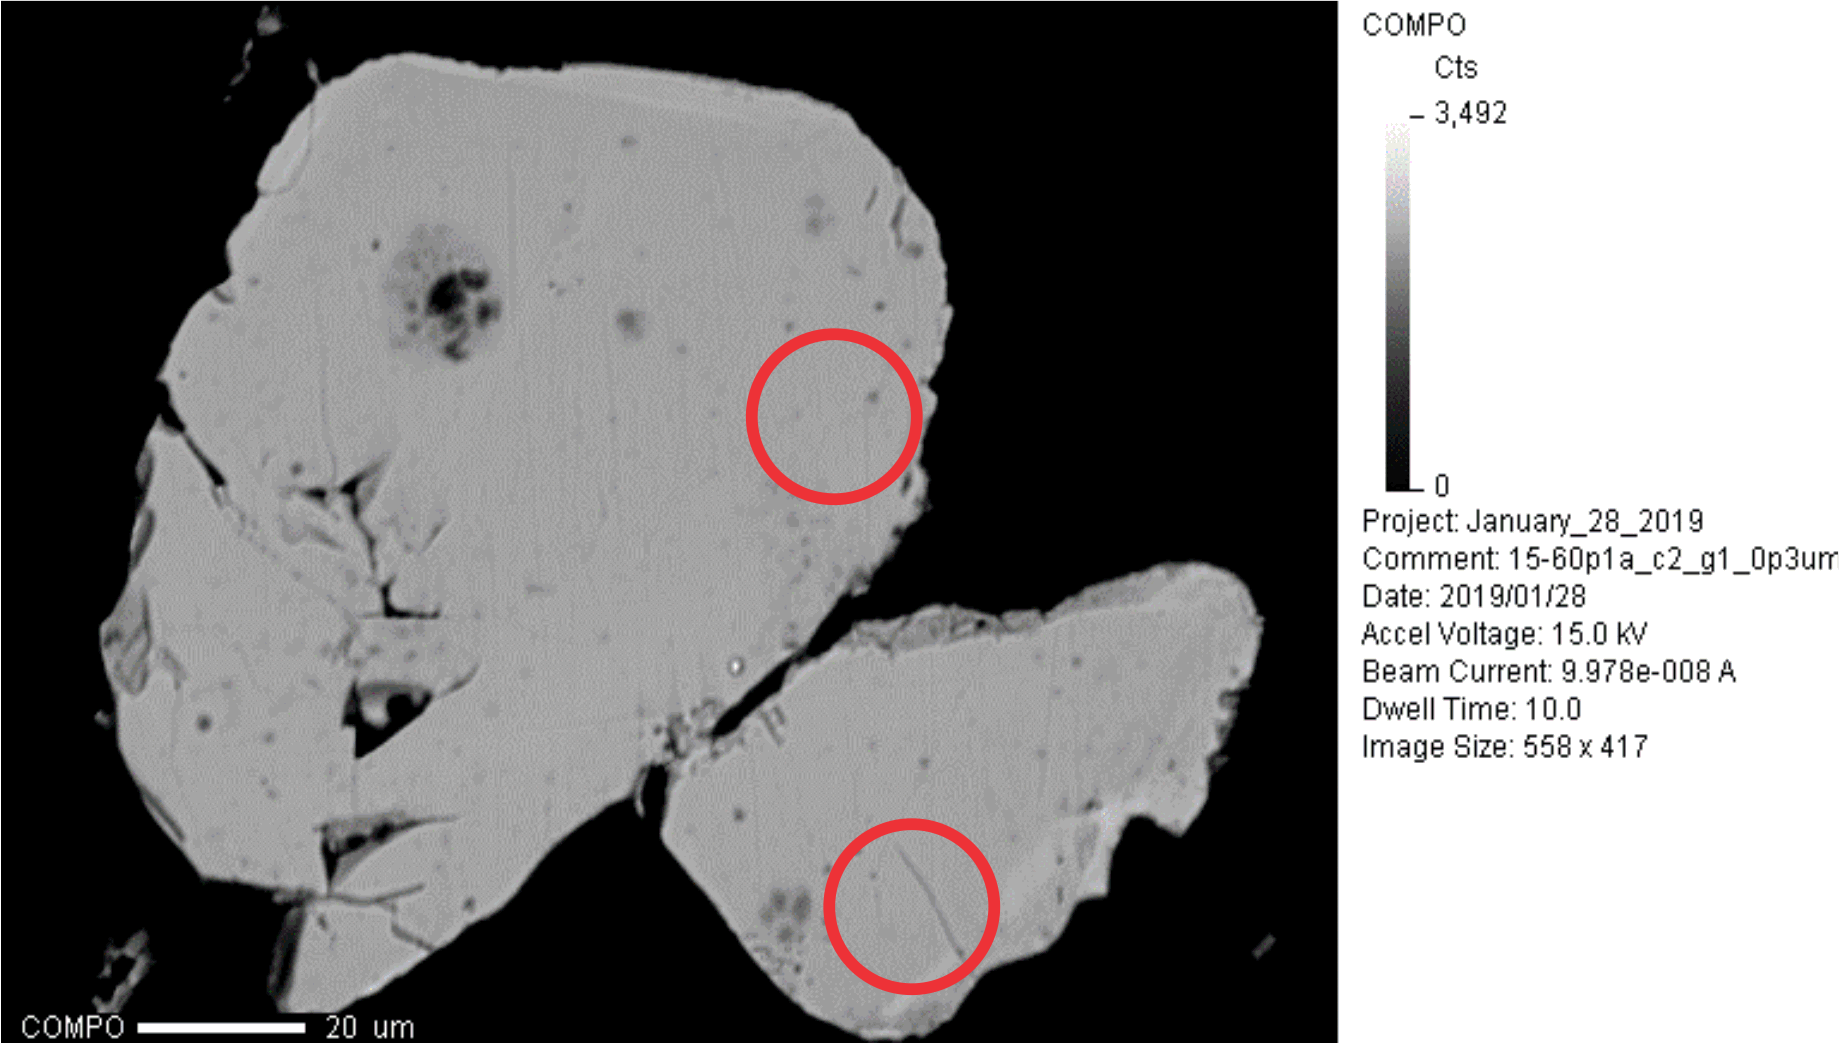 COMPO
Cts
3,492
0
Project: January_28_2019
Comment: 15-60p1a_c2_g1_0p3um
Date: 2019/01/28
Accel Voltage: 15.0 kV
Beam Current: 9.978e-008 A
Dwell Time: 10.0
Image Size: 558 x 417
COMPO 20 um